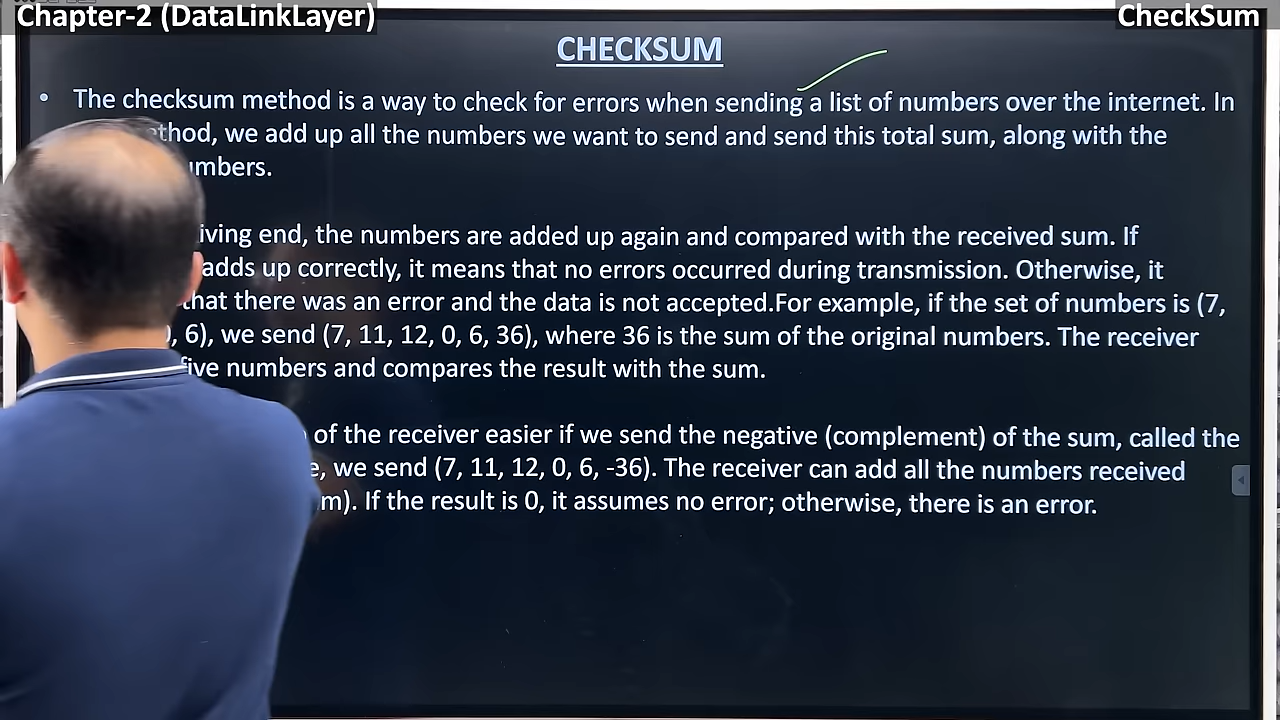 Chapter-2 (DataLinkLayer)
CheckSum
CHECKSUM
• The checksum method is a way to check for errors when sending a list of numbers over the internet. In
thod, we add up all the numbers we want to send and send this total sum, along with the
umbers.
iving end, the numbers are added up again and compared with the received sum. If
adds up correctly, it means that no errors occurred during transmission. Otherwise, it
that there was an error and the data is not accepted.For example, if the set of numbers is (7,
, 6), we send (7, 11, 12, 0, 6, 36), where 36 is the sum of the original numbers. The receiver
five numbers and compares the result with the sum.
of the receiver easier if we send the negative (complement) of the sum, called the
e, we send (7, 11, 12, 0, 6, -36). The receiver can add all the numbers received
m). If the result is 0, it assumes no error; otherwise, there is an error.